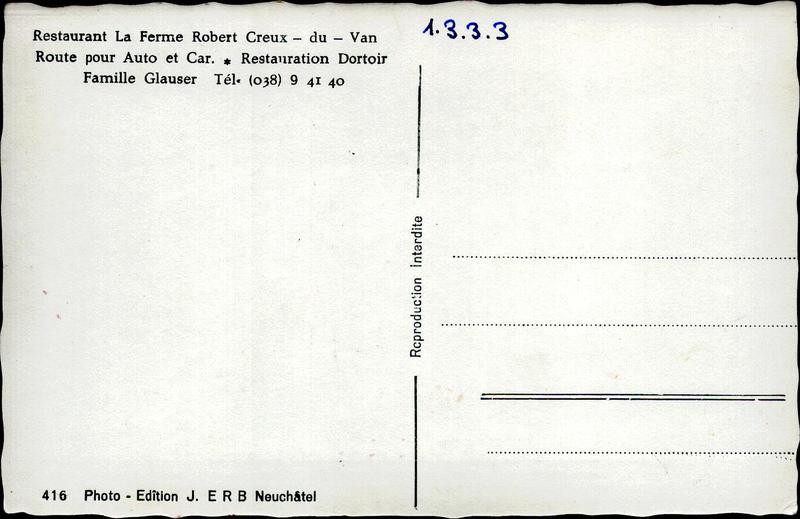 Restaurant La Ferme Robert Creux – du – Van
Route pour Auto et Car. * Restauration Dortoir
Famille Glauser Tél. (038) 9 41 40
1.3.3.3
Reproduction interdite
416 Photo - Edition J. ERB Neuchâtel